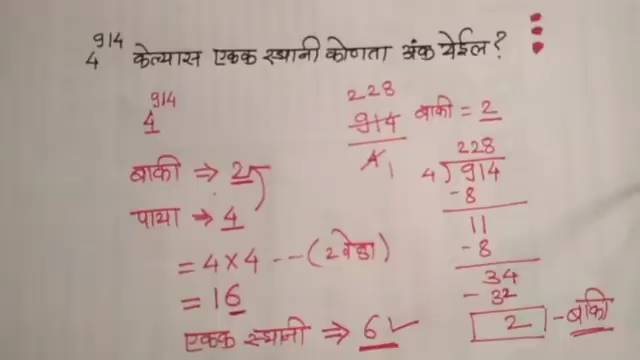 4^914 केल्यास एकक स्थानी कोणता अंक येईल?
4^914
228
914
4 1
बाकी = 2
बाकी ⇒ 2
पाया → 4
= 4 × 4 --- (2 वेळा)
= 16
एकक स्थानी ⇒ 6 ✓
228
4)914
-8
11
-8
34
- 32
2 - बाकी